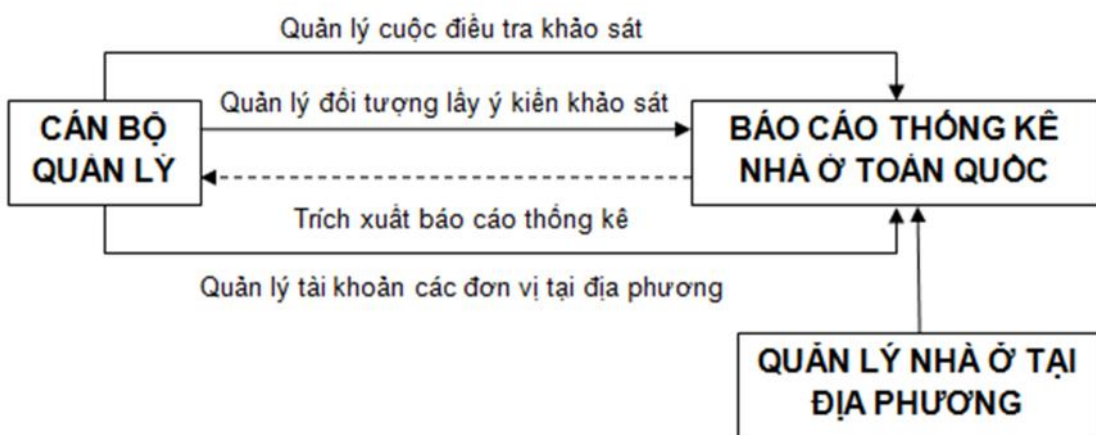 Quản lý cuộc điều tra khảo sát
Quản lý đối tượng lấy ý kiến khảo sát
CÁN BỘ
QUẢN LÝ
BÁO CÁO THỐNG KÊ
NHÀ Ở TOÀN QUỐC
Trích xuất báo cáo thống kê
Quản lý tài khoản các đơn vị tại địa phương
QUẢN LÝ NHÀ Ở TẠI
ĐỊA PHƯƠNG